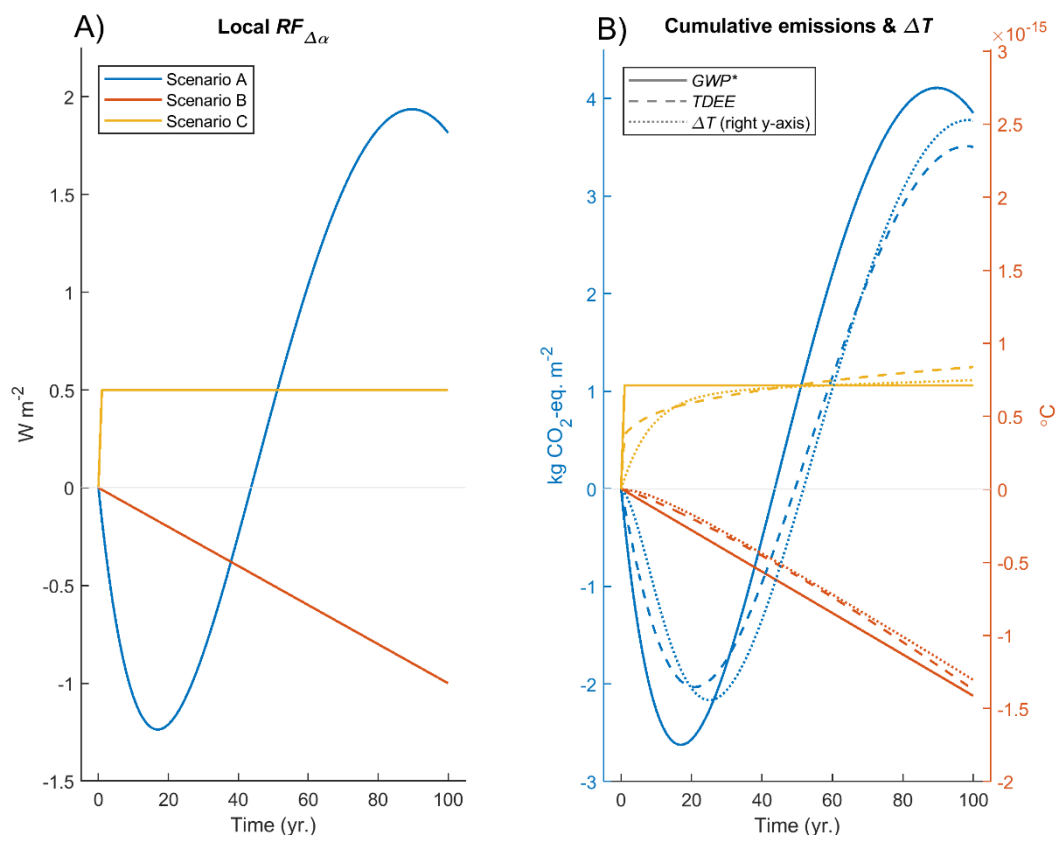 A)
Local RF Δα
Scenario A
Scenario B
Scenario C
2
1.5
1
0.5
0
-0.5
-1
-1.5
W m-2
0 20 40 60 80 100
Time (yr.)
B)
Cumulative emissions & ΔT
×10-15
GWP*
TDEE
ΔT (right y-axis)
4
3
2
1
0
-1
-2
-3
kg CO2-eq. m-2
3
2.5
2
1.5
1
0.5
0
-0.5
-1
-1.5
-2
°C
0 20 40 60 80 100
Time (yr.)